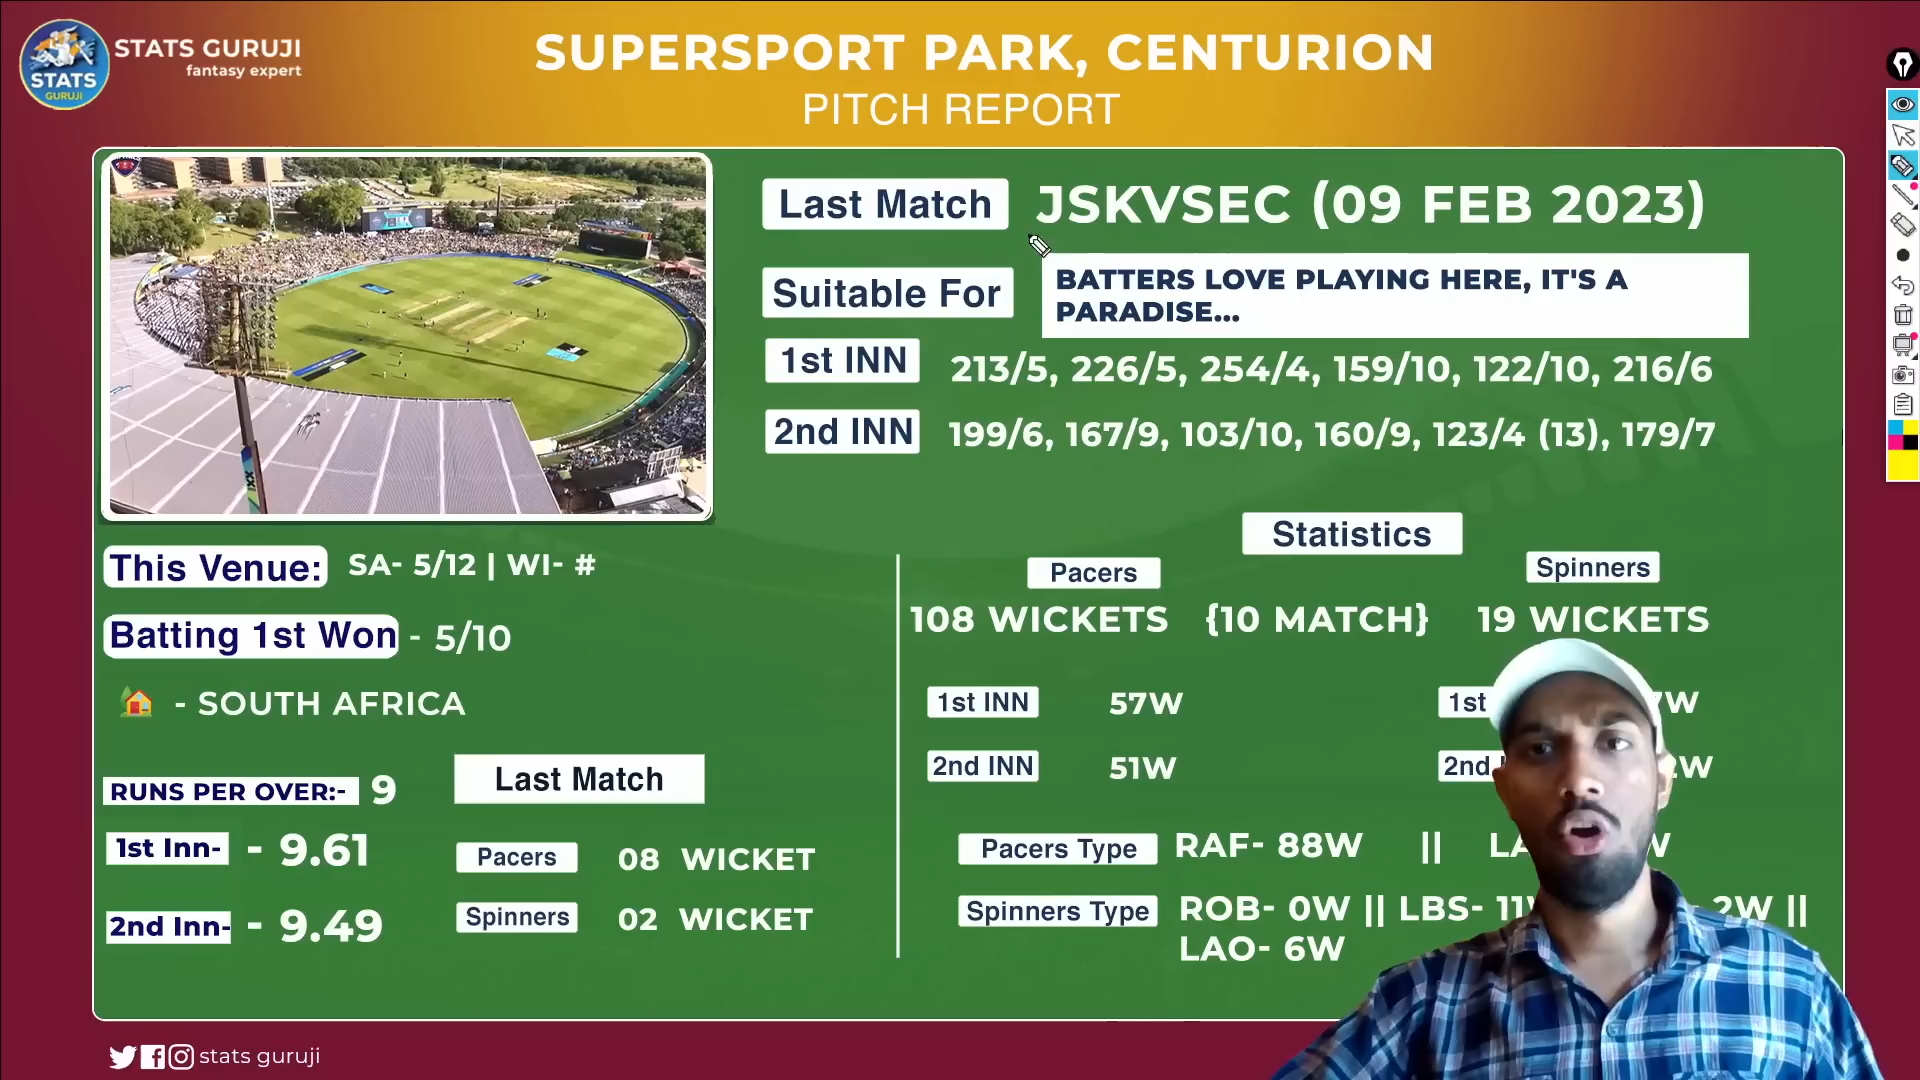 STATS GURUJI
fantasy expert
STATS
GURUJI
SUPERSPORT PARK, CENTURION
PITCH REPORT
Last Match JSKVSEC (09 FEB 2023)
Suitable For BATTERS LOVE PLAYING HERE, IT'S A
PARADISE...
1st INN 213/5, 226/5, 254/4, 159/10, 122/10, 216/6
2nd INN 199/6, 167/9, 103/10, 160/9, 123/4 (13), 179/7
This Venue: SA- 5/12 | WI- #
Batting 1st Won - 5/10
- SOUTH AFRICA
RUNS PER OVER:- 9
1st Inn- - 9.61
2nd Inn- - 9.49
Last Match
Pacers 08 WICKET
Spinners 02 WICKET
Statistics
Pacers Spinners
108 WICKETS {10 MATCH} 19 WICKETS
1st INN 57W 1st
2nd INN 51W 2nd
Pacers Type RAF- 88W ||
Spinners Type ROB- 0W || LBS- 2W ||
LAO- 6W
stats guruji